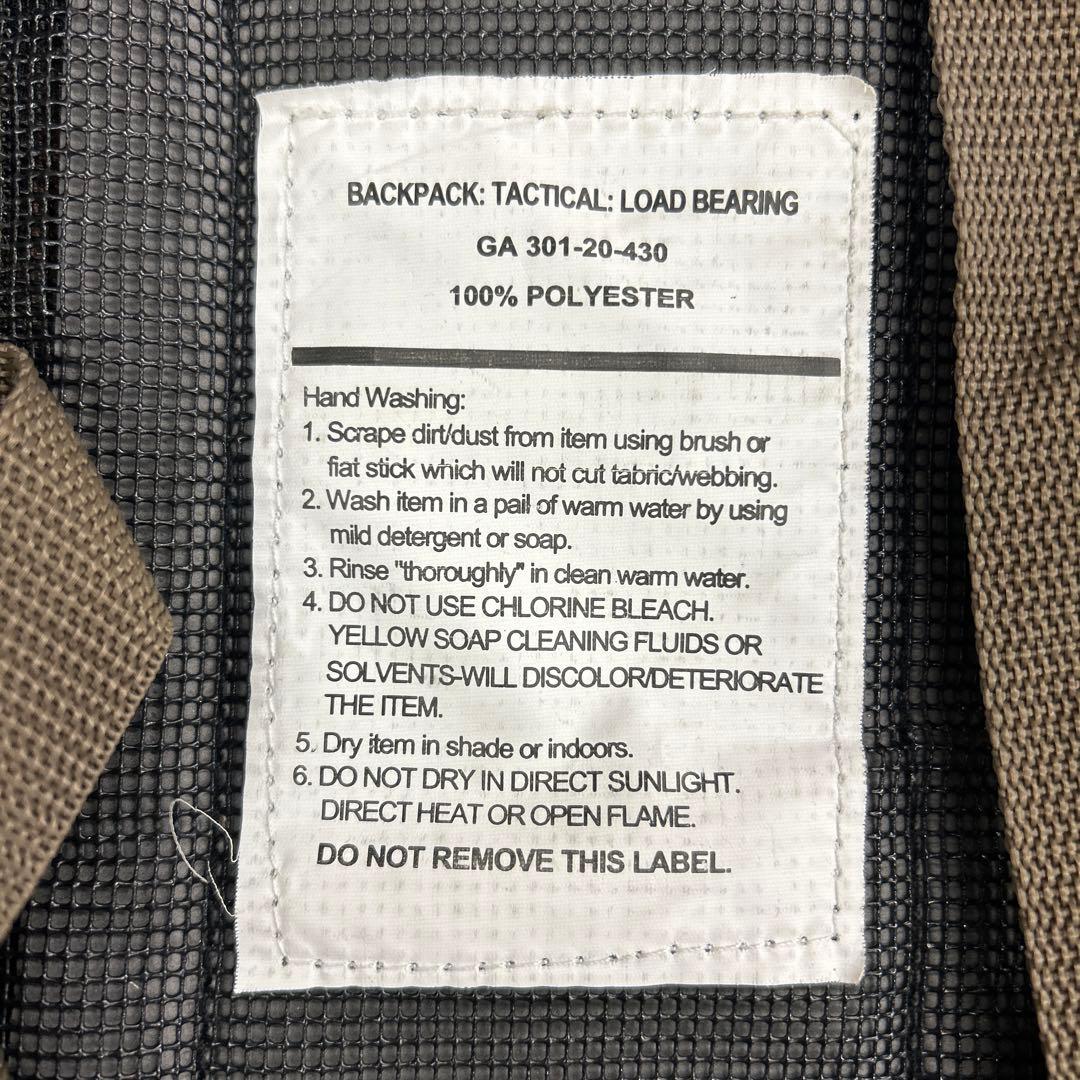 BACKPACK: TACTICAL: LOAD BEARING
GA 301-20-430
100% POLYESTER
Hand Washing:
1. Scrape dirt/dust from item using brush or
fiat stick which will not cut tabric/webbing.
2. Wash item in a pail of warm water by using
mild detergent or soap.
3. Rinse "thoroughly" in clean warm water.
4. DO NOT USE CHLORINE BLEACH.
YELLOW SOAP CLEANING FLUIDS OR
SOLVENTS-WILL DISCOLOR/DETERIORATE
THE ITEM.
5. Dry item in shade or indoors.
6. DO NOT DRY IN DIRECT SUNLIGHT.
DIRECT HEAT OR OPEN FLAME.
DO NOT REMOVE THIS LABEL.